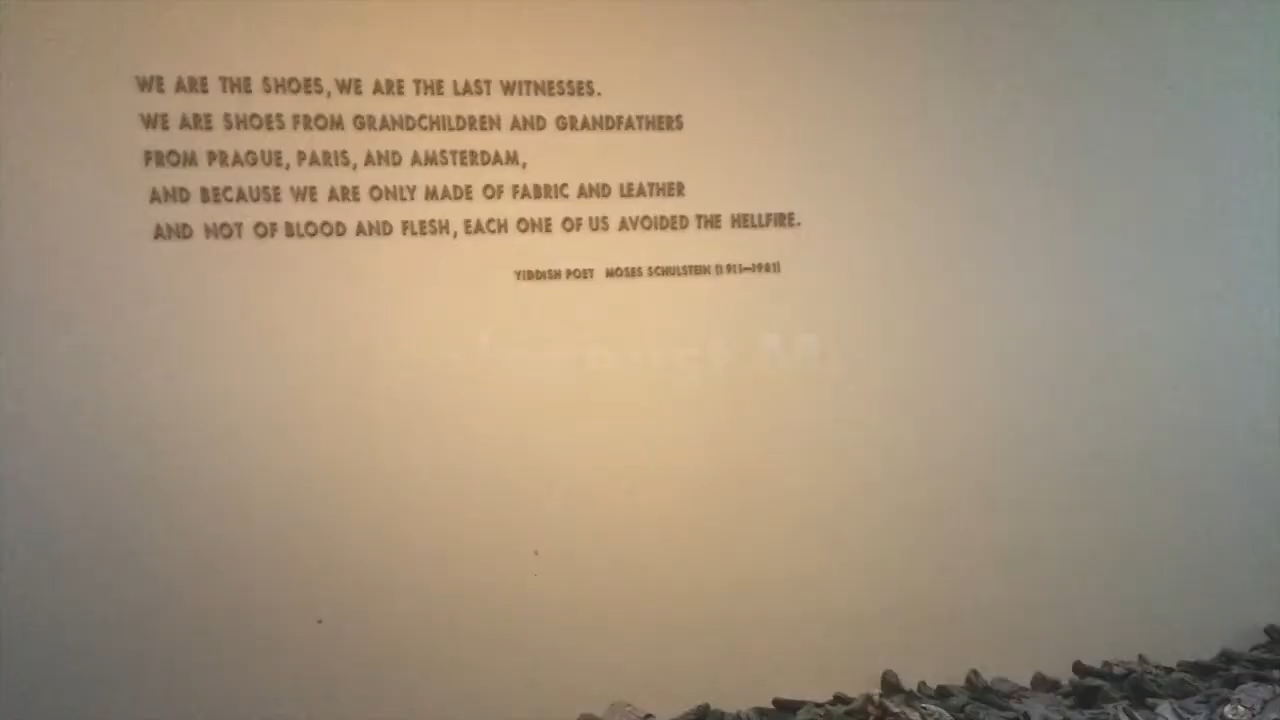 WE ARE THE SHOES, WE ARE THE LAST WITNESSES.
WE ARE SHOES FROM GRANDCHILDREN AND GRANDFATHERS
FROM PRAGUE, PARIS, AND AMSTERDAM,
AND BECAUSE WE ARE ONLY MADE OF FABRIC AND LEATHER
AND NOT OF BLOOD AND FLESH, EACH ONE OF US AVOIDED THE HELLFIRE.
YIDDISH POET MOSES SCHULSTEIN (1911–1981)